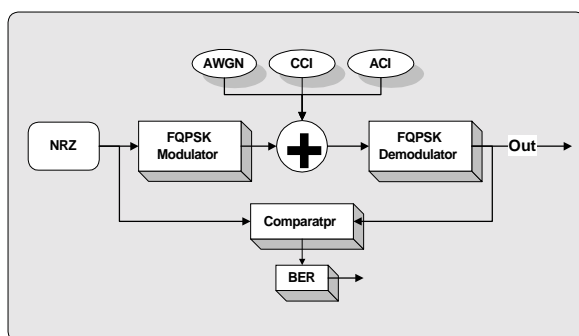 AWGN
CCI
ACI
NRZ
FQPSK
Modulator
FQPSK
Demodulator
Out
Comparatpr
BER